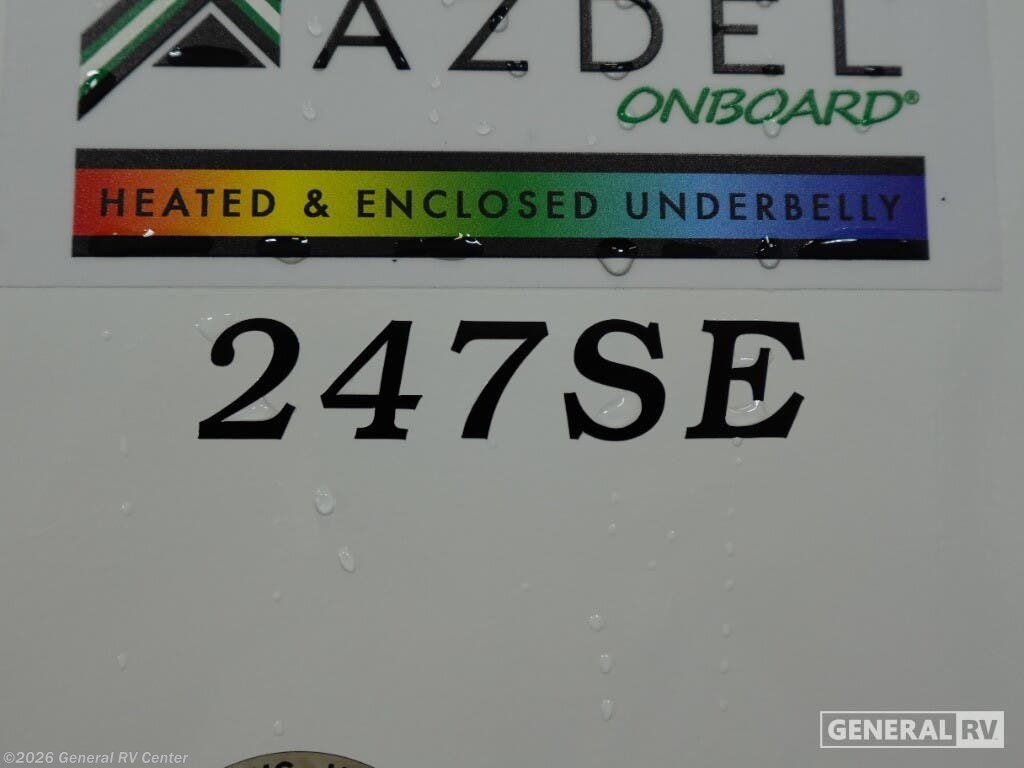 AZDEL
ONBOARD®
HEATED & ENCLOSED UNDERBELLY
247SE
GENERAL RV
©2026 General RV Center